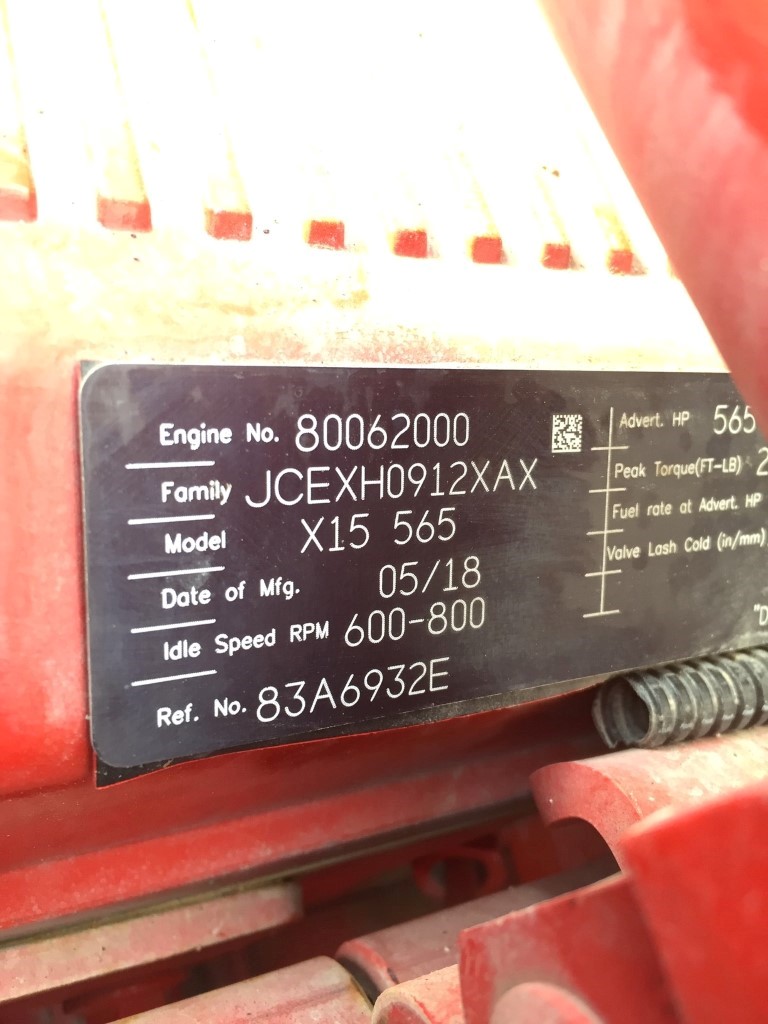 Engine No. 80062000
Family JCEXH0912XAX
Model X15 565
Date of Mfg. 05/18
Idle Speed RPM 600-800
Ref. No. 83A6932E
Advert. HP 565
Peak Torque(FT-LB) 2
Fuel rate at Advert. HP
Valve Lash Cold (in/mm)
"D